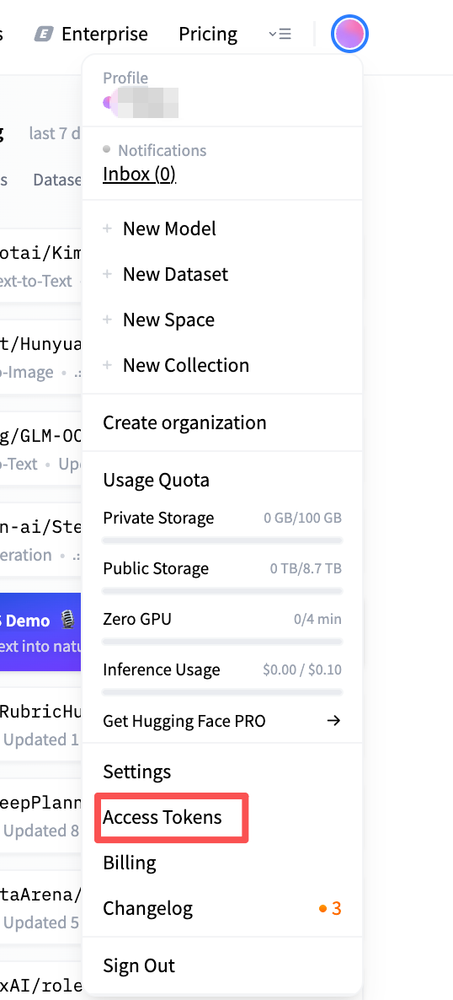 Enterprise
Pricing
Profile
last 7 d
Notifications
Inbox (0)
Datase
+ New Model
otai/Kim
ext-to-Text
+ New Dataset
+ New Space
t/Hunyua
o-Image
+ New Collection
Create organization
g/GLM-OC
o-Text • Upd
Usage Quota
Private Storage 0 GB/100 GB
n-ai/Ste
eration
Public Storage 0 TB/8.7 TB
Zero GPU 0/4 min
S Demo
ext into natu
Inference Usage $0.00 / $0.10
Get Hugging Face PRO →
RubricHu
Updated 1
Settings
eepPlann
Access Tokens
Updated 8
Billing
taArena/
Changelog • 3
Updated 5
Sign Out
xAI/role